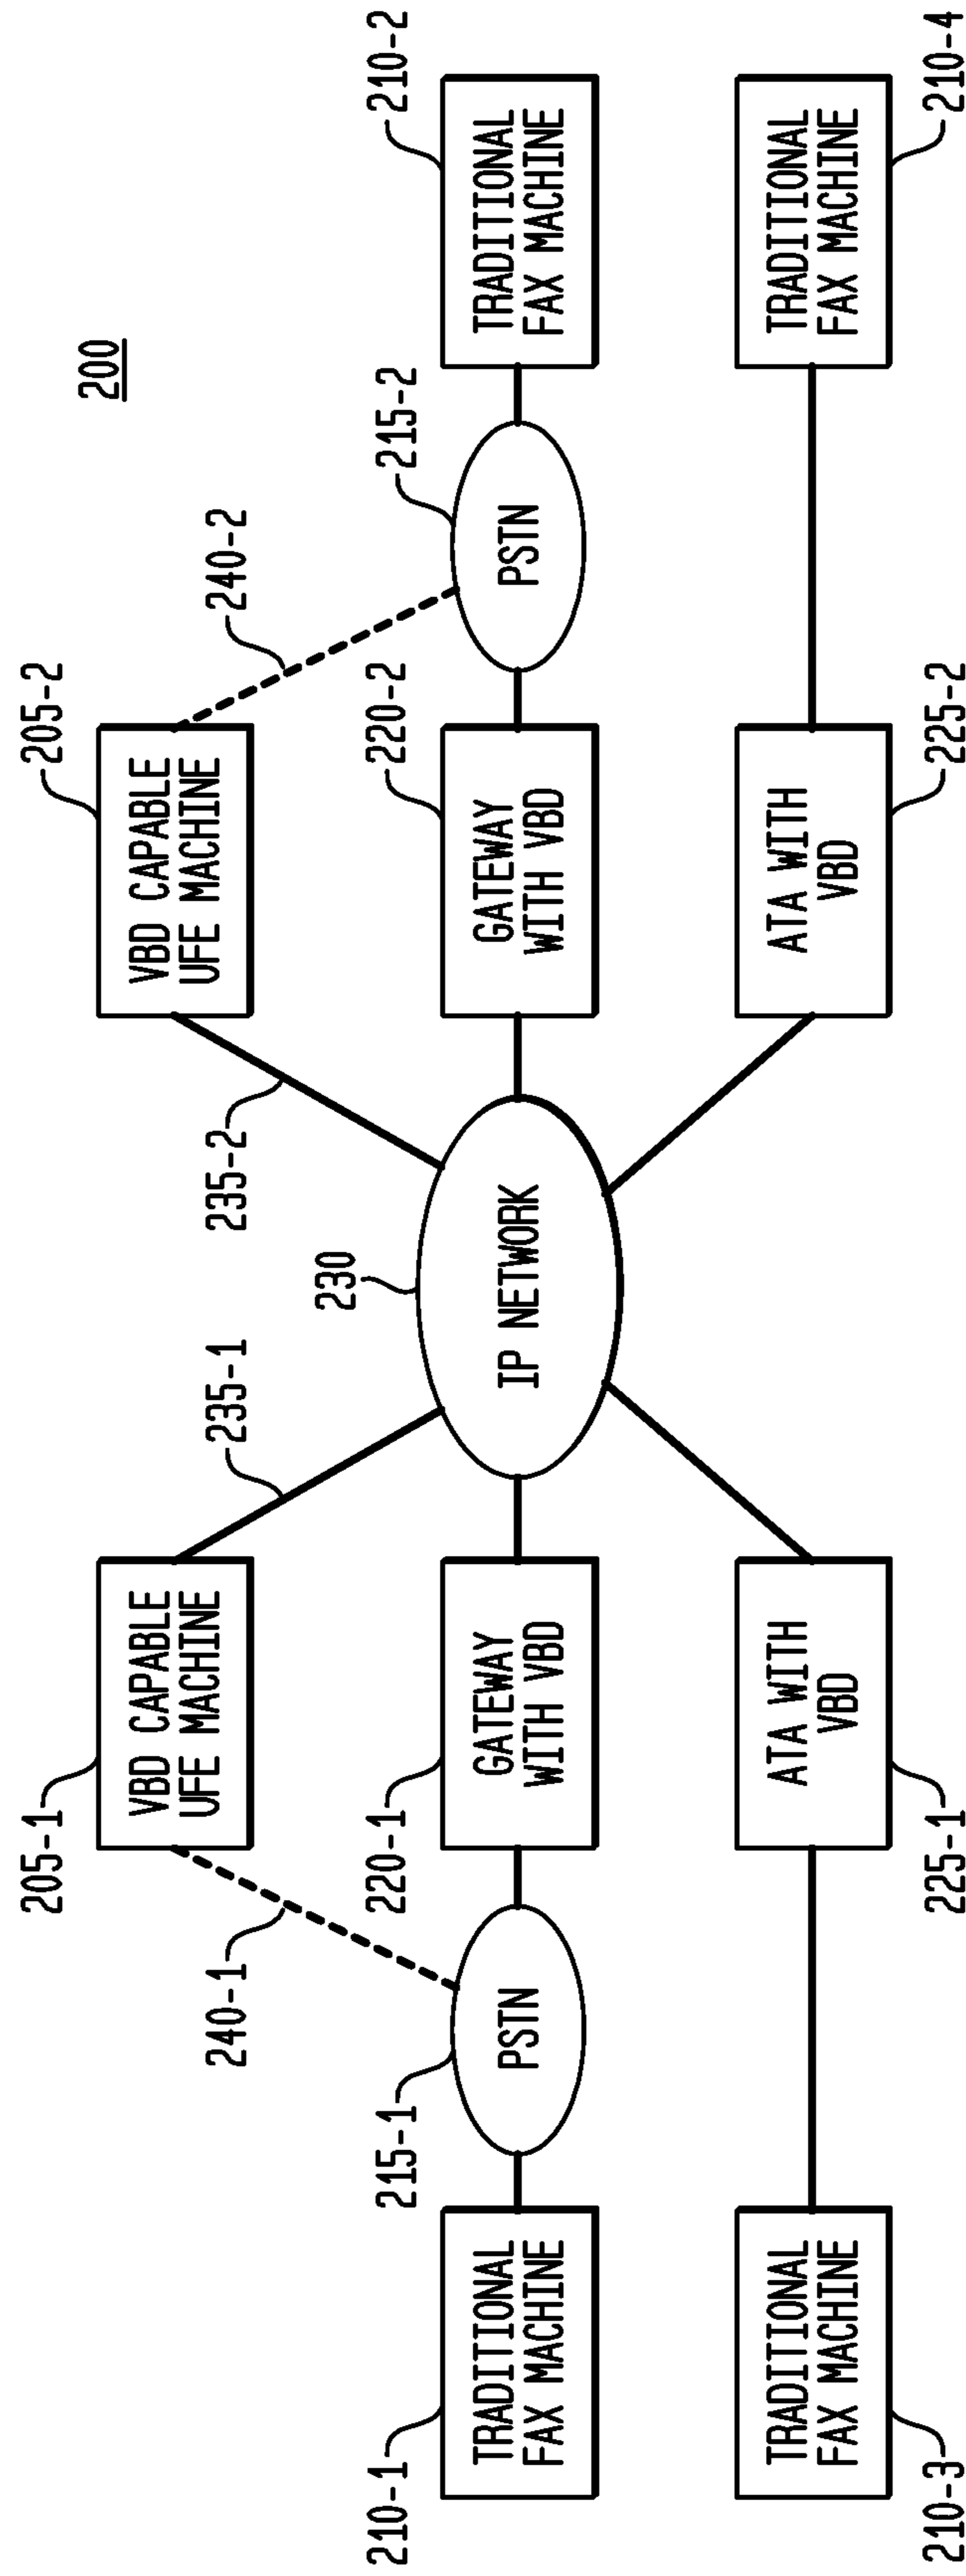 200
205-1
VBD CAPABLE
UFE MACHINE
235-1
235-2
205-2
VBD CAPABLE
UFE MACHINE
240-1
240-2
230
210-1
TRADITIONAL
FAX MACHINE
215-1
PSTN
220-1
GATEWAY
WITH VBD
IP NETWORK
220-2
GATEWAY
WITH VBD
215-2
PSTN
210-2
TRADITIONAL
FAX MACHINE
TRADITIONAL
FAX MACHINE
210-3
ATA WITH
VBD
225-1
ATA WITH
VBD
225-2
TRADITIONAL
FAX MACHINE
210-4